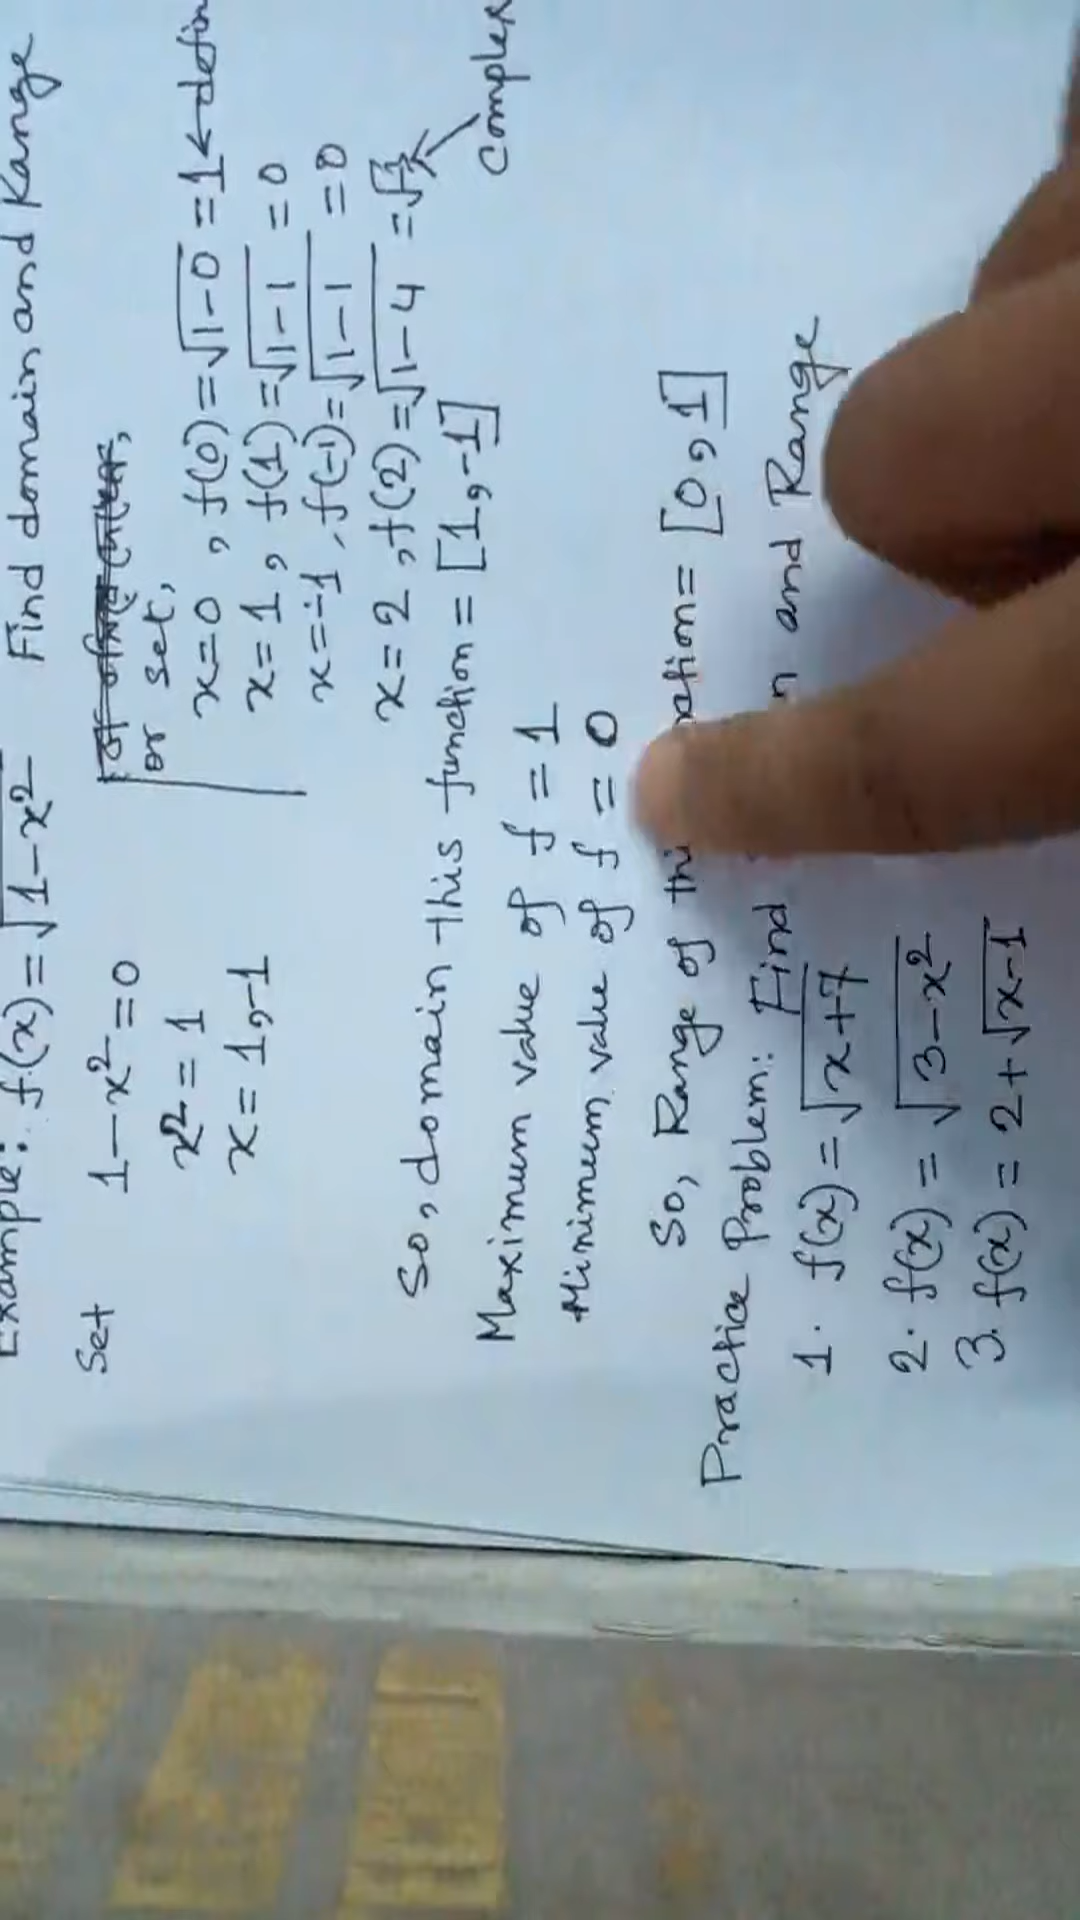 Example: f(x) = √1-x² Find domain and Range
Set 1-x² = 0
x² = 1
x = 1, -1
or set,
x=0, f(0) = √1-0 = 1 ← defin
x=1, f(1) = √1-1 = 0
x=-1, f(-1) = √1-1 = 0
x=2, f(2) = √1-4 =
complex
So, domain this function = [1, -1]
Maximum value of f = 1
Minimum value of f = 0
So, Range of thi nation = [0, 1]
Practice Problem: Find n and Range
1. f(x) = √x+7
2. f(x) = √3-x²
3. f(x) = 2+√x-1